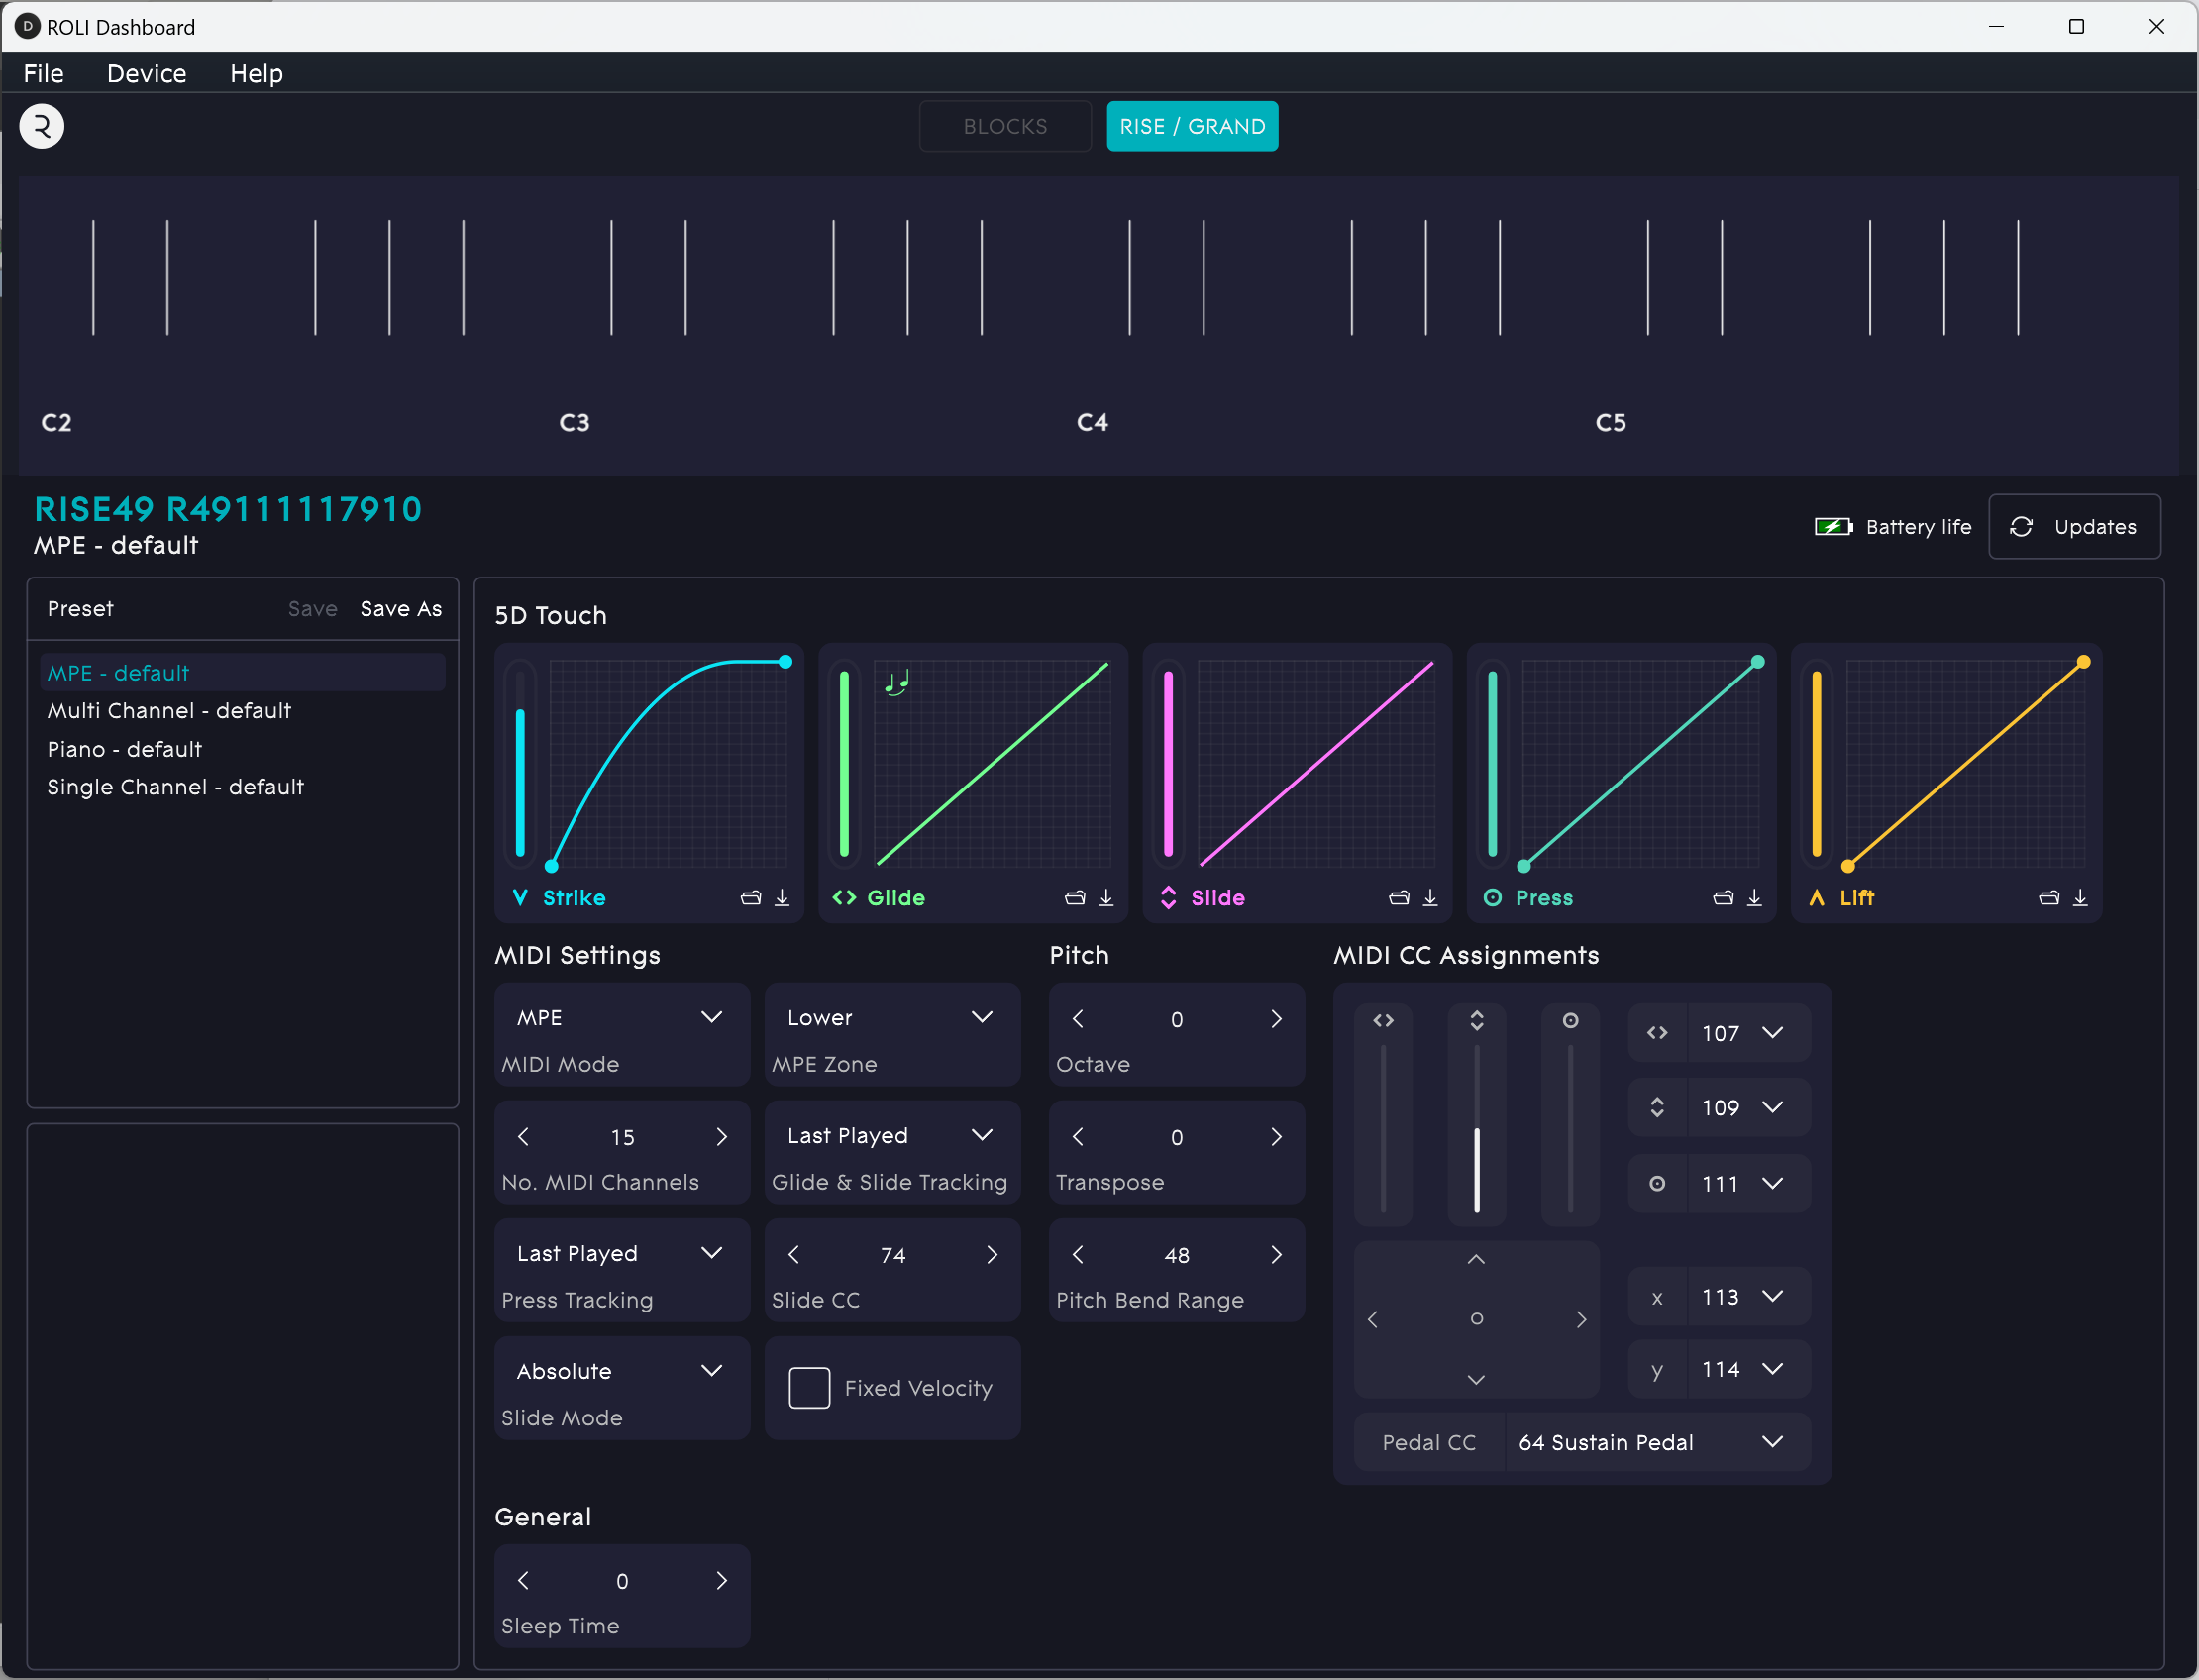 ROLI Dashboard
File Device Help
BLOCKS RISE / GRAND
C2 C3 C4 C5
RISE49 R49111117910
MPE - default
Battery life Updates
Preset Save Save As
MPE - default
Multi Channel - default
Piano - default
Single Channel - default
5D Touch
Strike Glide Slide Press Lift
MIDI Settings
MPE
MIDI Mode
Lower
MPE Zone
15
No. MIDI Channels
Last Played
Glide & Slide Tracking
Last Played
Press Tracking
74
Slide CC
Absolute
Slide Mode
Fixed Velocity
Pitch
0
Octave
0
Transpose
48
Pitch Bend Range
MIDI CC Assignments
107
109
111
x 113
y 114
Pedal CC 64 Sustain Pedal
General
0
Sleep Time